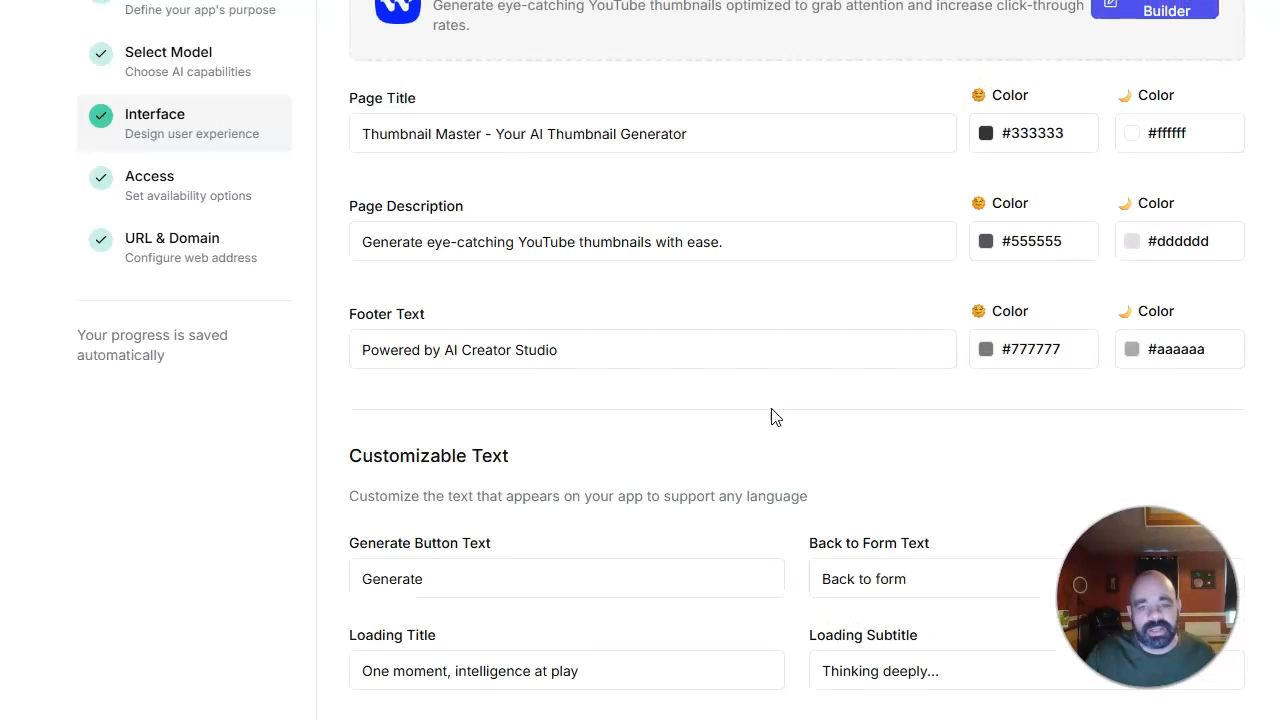 Define your app's purpose
Select Model
Choose AI capabilities
Interface
Design user experience
Access
Set availability options
URL & Domain
Configure web address
Your progress is saved
automatically
Generate eye-catching YouTube thumbnails optimized to grab attention and increase click-through
rates.
Builder
Page Title
Color
Color
Thumbnail Master - Your AI Thumbnail Generator
#333333
#ffffff
Page Description
Color
Color
Generate eye-catching YouTube thumbnails with ease.
#555555
#dddddd
Footer Text
Color
Color
Powered by AI Creator Studio
#777777
#aaaaaa
Customizable Text
Customize the text that appears on your app to support any language
Generate Button Text
Back to Form Text
Generate
Back to form
Loading Title
Loading Subtitle
One moment, intelligence at play
Thinking deeply...